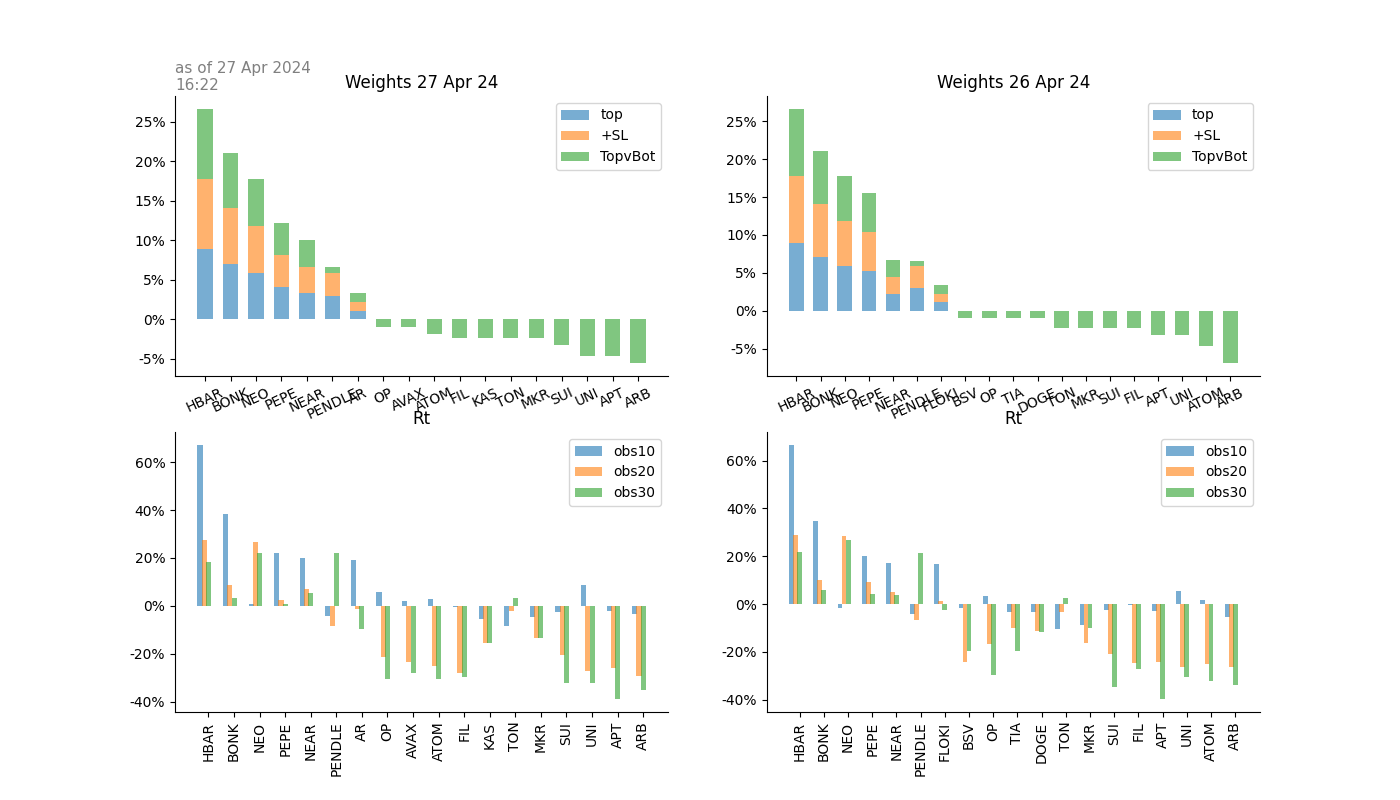 as of 27 Apr 2024
16:22
Weights 27 Apr 24
25%
20%
15%
10%
5%
0%
-5%
top
+SL
TopvBot
HBAR BONK NEO PEPE NEAR PENDLE AR OP AVAX ATOM FIL KAS TON MKR SUI UNI APT ARB
Weights 26 Apr 24
25%
20%
15%
10%
5%
0%
-5%
top
+SL
TopvBot
HBAR BONK NEO PEPE NEAR PENDLE FLOKI BSV OP TIA DOGE TON MKR SUI FIL APT UNI ATOM ARB
Rt
60%
40%
20%
0%
-20%
-40%
obs10
obs20
obs30
HBAR BONK NEO PEPE NEAR PENDLE AR OP AVAX ATOM FIL KAS TON MKR SUI UNI APT ARB
Rt
60%
40%
20%
0%
-20%
-40%
obs10
obs20
obs30
HBAR BONK NEO PEPE NEAR PENDLE FLOKI BSV OP TIA DOGE TON MKR SUI FIL APT UNI ATOM ARB